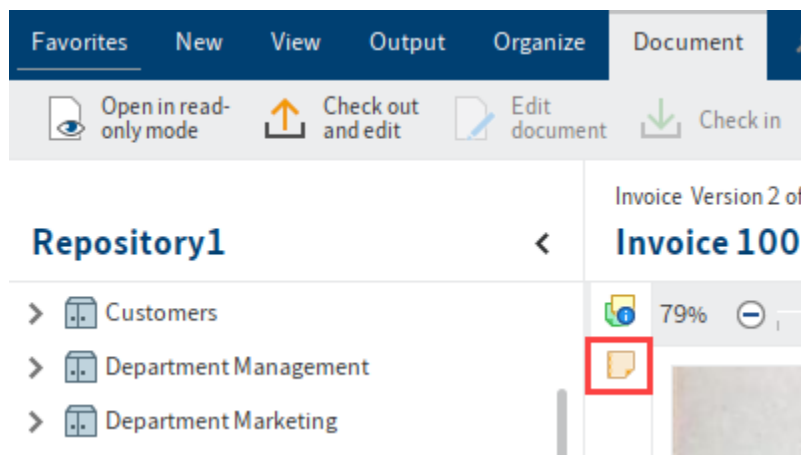 Favorites New View Output Organize Document
Open in read-only mode
Check out and edit
Edit document
Check in
Repository1
Customers
Department Management
Department Marketing
Invoice Version 2 of
Invoice 100
79%